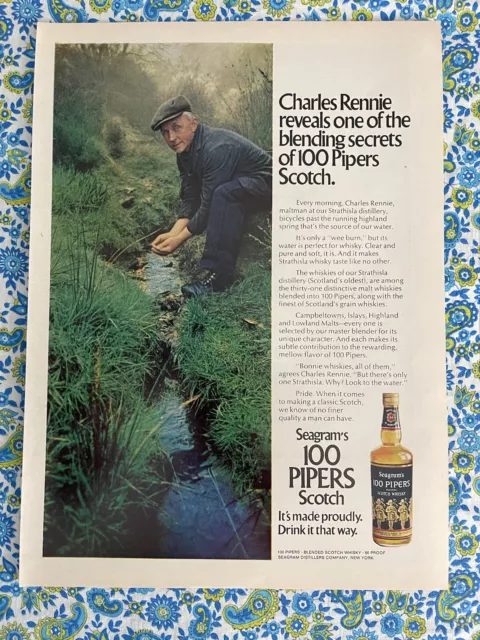 Charles Rennie
reveals one of the
blending secrets
of 100 Pipers
Scotch.
Every morning, Charles Rennie,
maltman at our Strathisla distillery,
bicycles past the running highland
spring that's the source of our water.
It's only a "wee burn," but its
water is perfect for whisky. Clear and
pure and soft, it is. And it makes
Strathisla whisky taste like no other.
The whiskies of our Strathisla
distillery (Scotland's oldest), are among
the thirty-one distinctive malt whiskies
blended into '100 Pipers', along with the
finest of Scotland's grain whiskies.
Campbeltowns, Islays, Highland
and Lowland Malts—every one is
selected by our master blender for its
unique character. And each makes its
subtle contribution to the rewarding,
mellow flavor of 100 Pipers.
"Bonnie whiskies, all of them,"
agrees Charles Rennie. "But there's only
one Strathisla. Why? Look to the water."
Pride. When it comes
to making a classic Scotch,
we know of no finer
quality a man can have.
Seagram's
100
PIPERS
Scotch
It's made proudly.
Drink it that way.
Seagram's
100 PIPERS
SCOTCH WHISKY
100 PIPERS · BLENDED SCOTCH WHISKY · 86 PROOF
SEAGRAM DISTILLERS COMPANY, NEW YORK